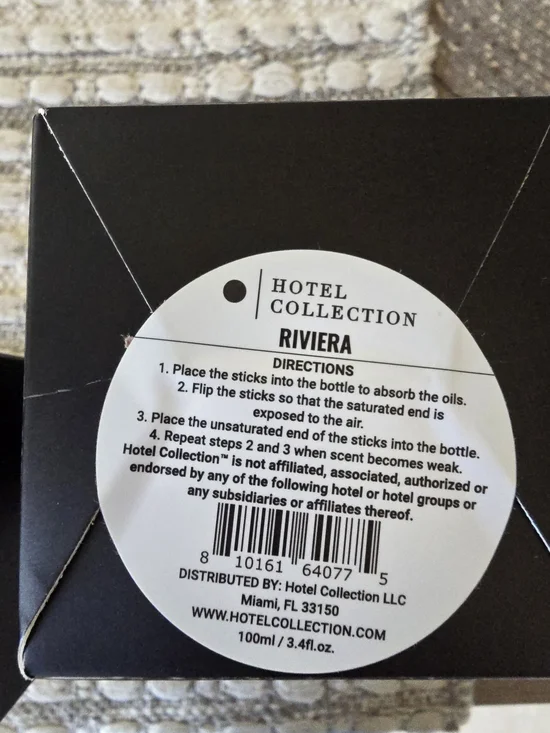 HOTEL
COLLECTION
RIVIERA
DIRECTIONS
1. Place the sticks into the bottle to absorb the oils.
2. Flip the sticks so that the saturated end is
exposed to the air.
3. Place the unsaturated end of the sticks into the bottle.
4. Repeat steps 2 and 3 when scent becomes weak.
Hotel Collection™ is not affiliated, associated, authorized or
endorsed by any of the following hotel or hotel groups or
any subsidiaries or affiliates thereof.
8 10161 64077 5
DISTRIBUTED BY: Hotel Collection LLC
Miami, FL 33150
WWW.HOTELCOLLECTION.COM
100ml / 3.4fl.oz.